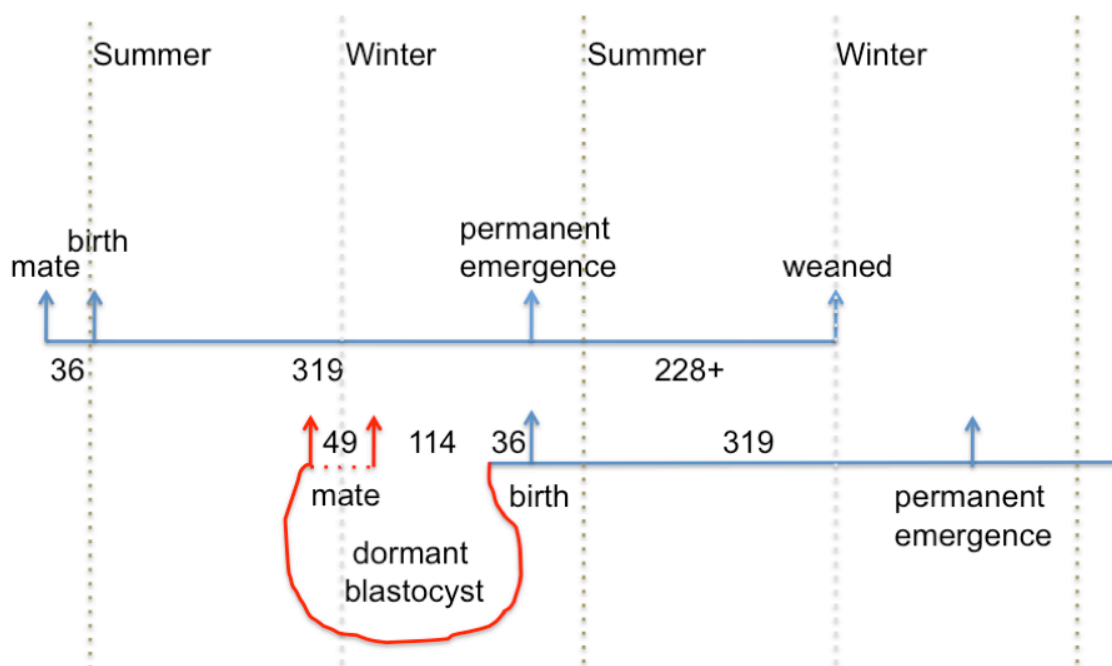 Summer
Winter
Summer
Winter
permanent
emergence
birth
mate
weaned
36
319
228+
49
114
36
319
mate
birth
permanent
emergence
dormant
blastocyst